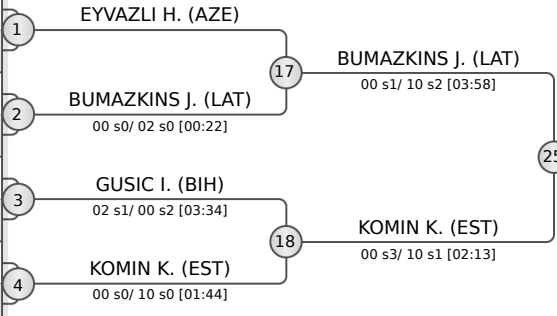 EYVAZLI H. (AZE)
1
17
BUMAZKINS J. (LAT)
00 s1/ 10 s2 [03:58]
BUMAZKINS J. (LAT)
2
00 s0/ 02 s0 [00:22]
25
GUSIC I. (BIH)
3
02 s1/ 00 s2 [03:34]
18
KOMIN K. (EST)
00 s3/ 10 s1 [02:13]
KOMIN K. (EST)
4
00 s0/ 10 s0 [01:44]